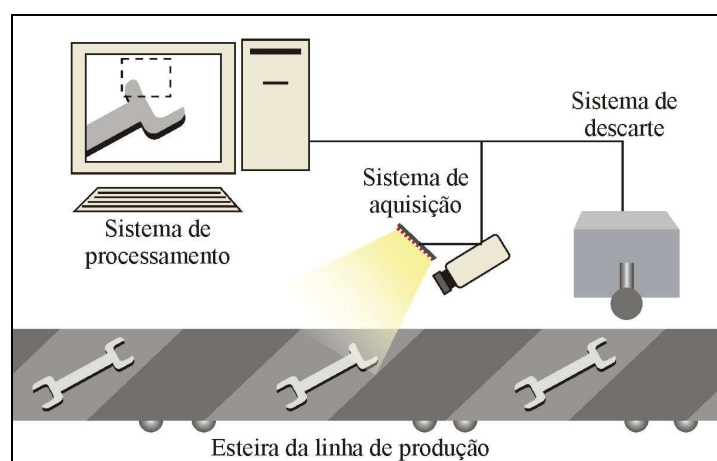 Sistema de
descarte
Sistema de
aquisição
Sistema de
processamento
Esteira da linha de produção